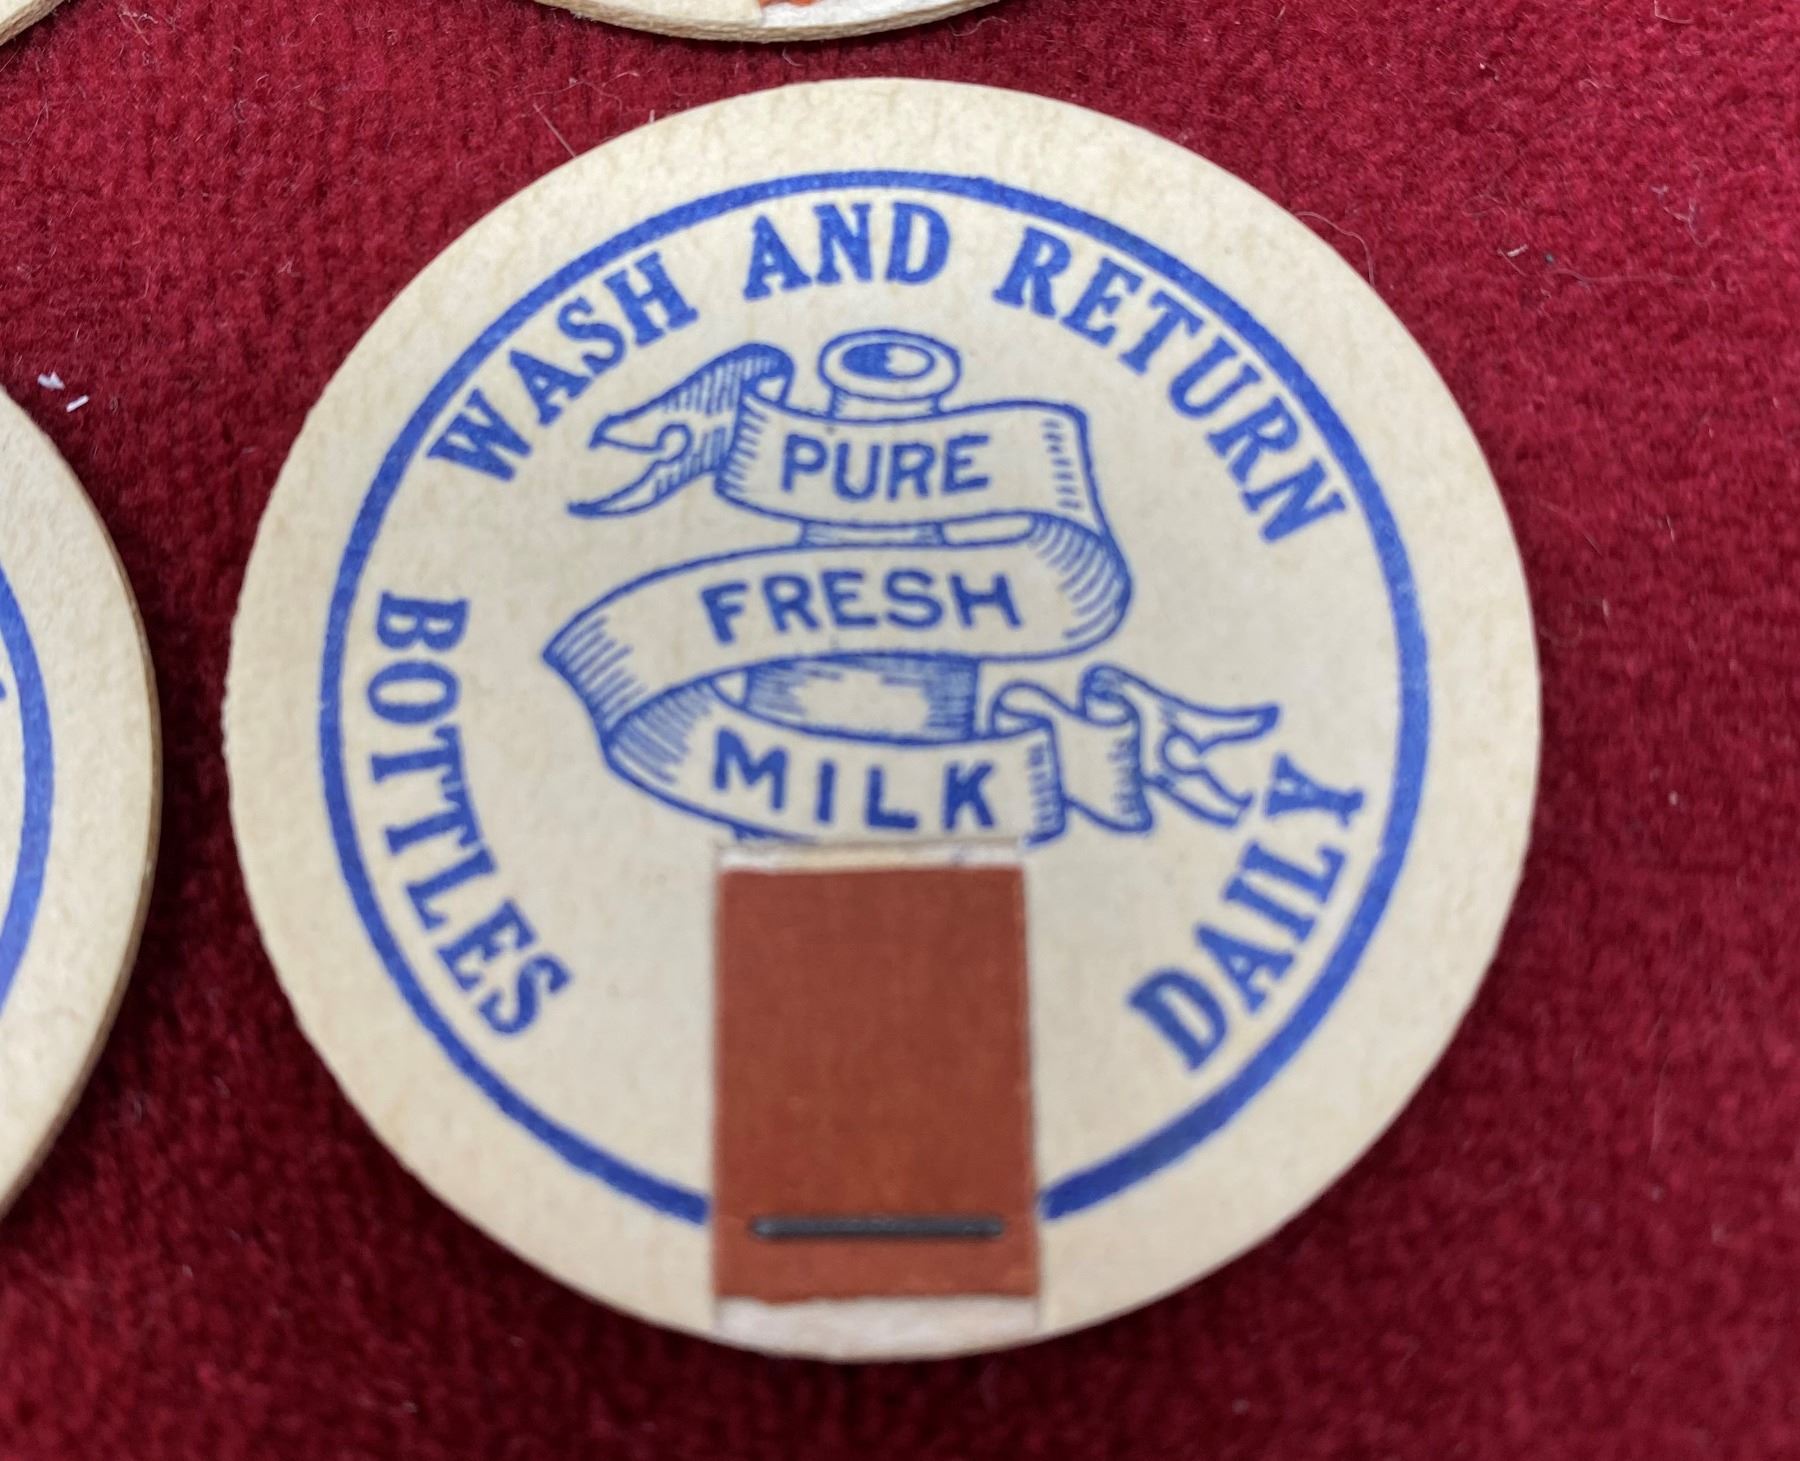 WASH AND RETURN
BOTTLES DAILY
PURE
FRESH
MILK